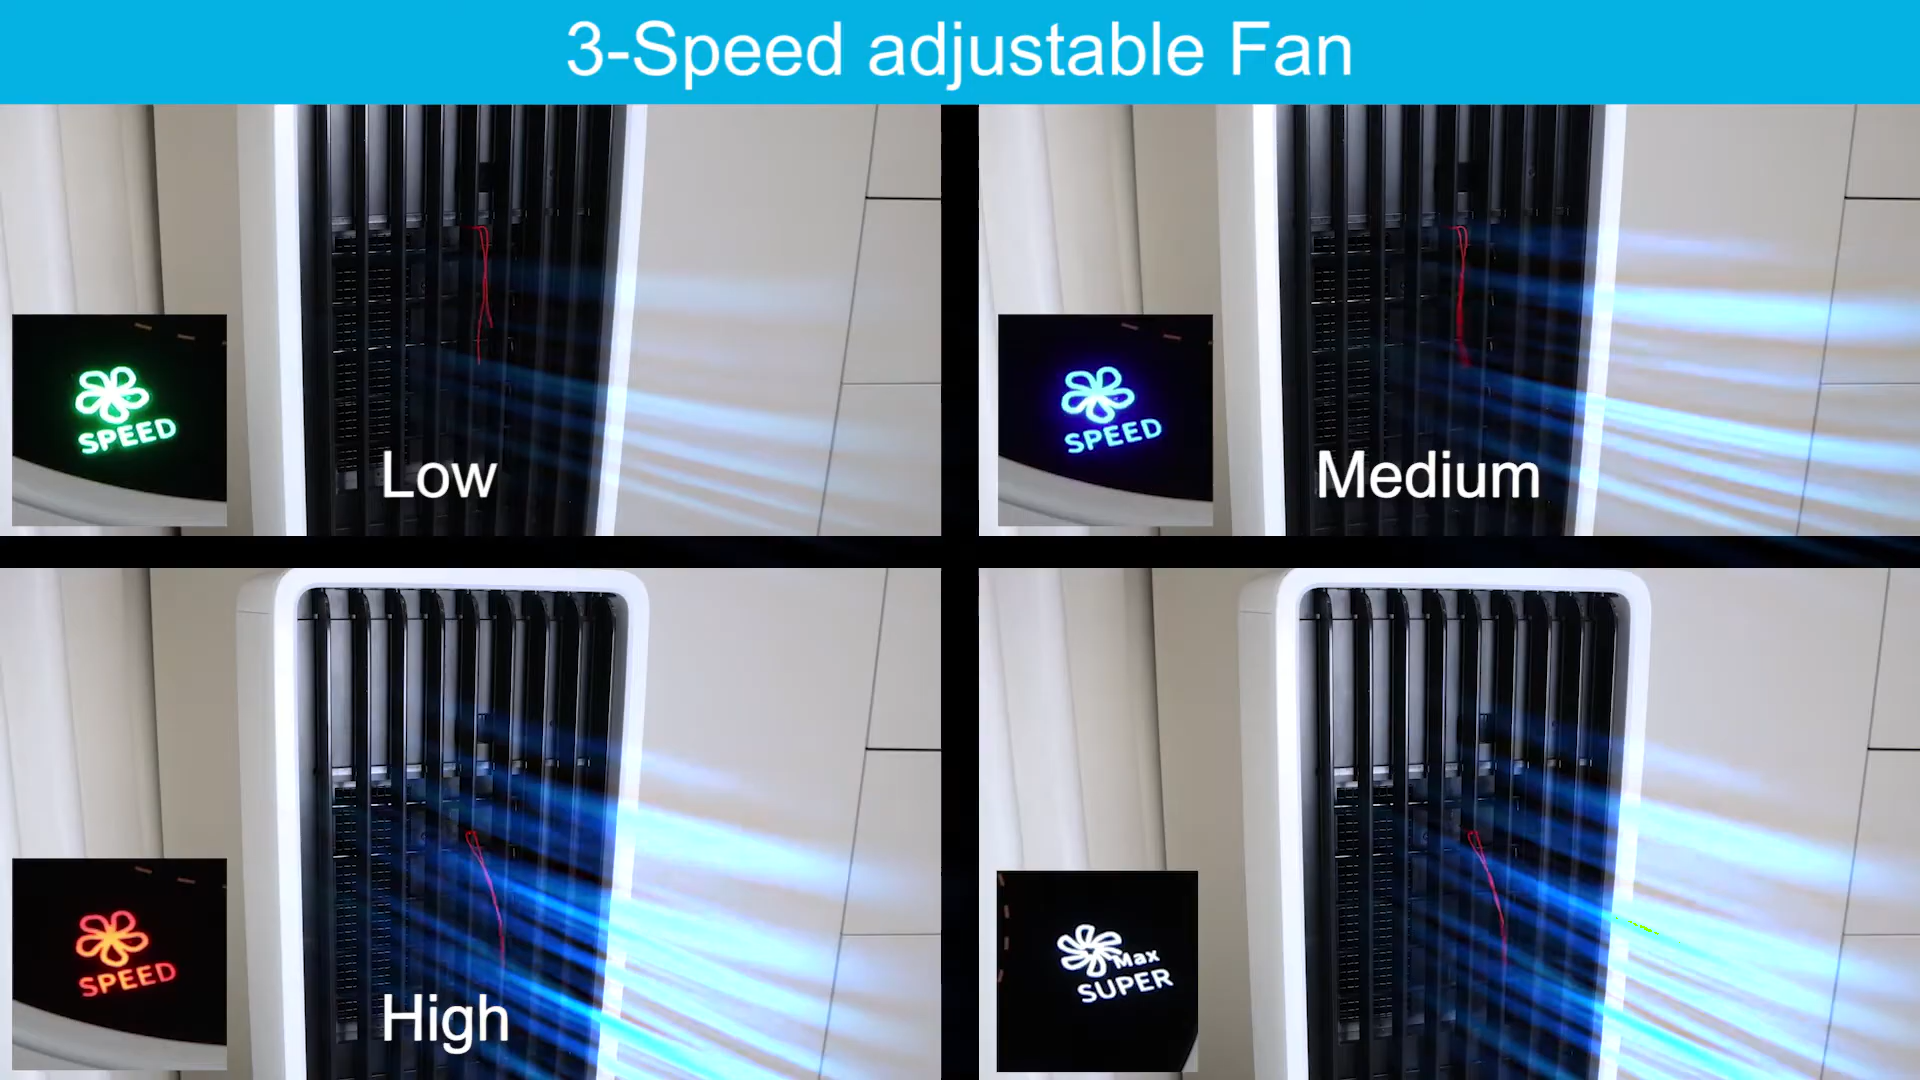 3-Speed adjustable Fan
SPEED
Low
SPEED
Medium
SPEED
High
Max
SUPER